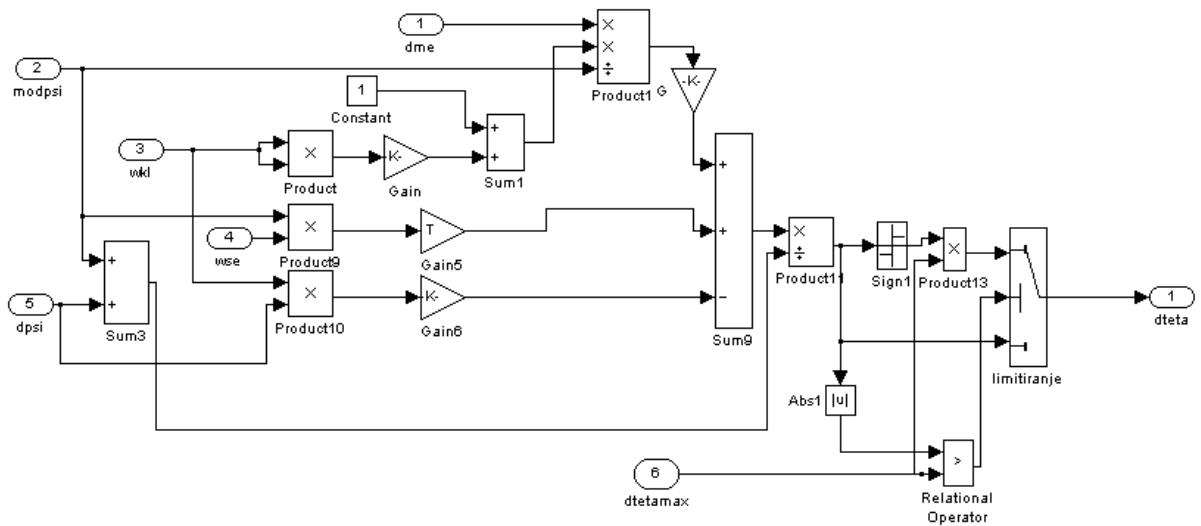 1
dme
×
×
÷
Product1
-K-
G
2
modpsi
1
Constant
3
wkl
×
Product
K-
Gain
+
+
Sum1
4
wse
×
Product9
T
Gain5
5
dpsi
+
+
Sum3
×
Product10
K-
Gain6
+
+
−
Sum9
×
÷
Product11
Sign1
×
Product13
limitiranje
1
dteta
Abs1
|u|
6
dtetamax
>
Relational
Operator